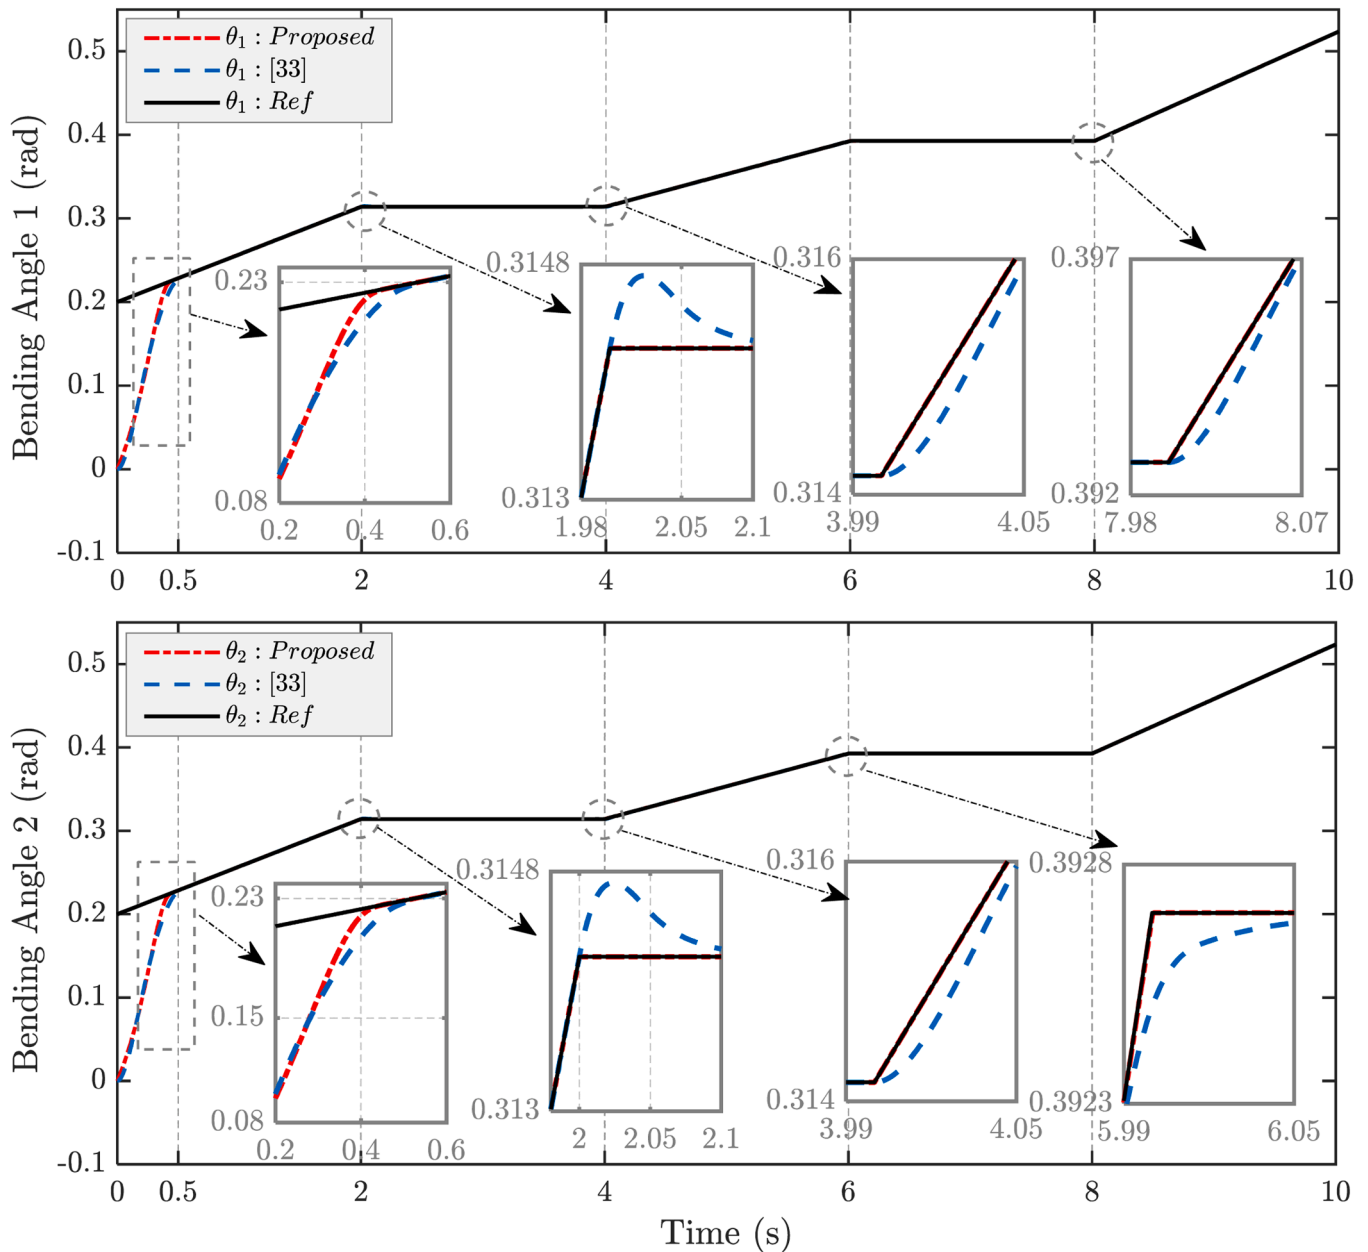 θ₁ : Proposed
θ₁ : [33]
θ₁ : Ref
Bending Angle 1 (rad)
0.5
0.4
0.3
0.2
0.1
0
-0.1
0.23
0.08
0.2 0.4 0.6
0.3148
0.313
1.98 2.05 2.1
0.316
0.314
3.99 4.05
0.397
0.392
7.98 8.07
0 0.5 2 4 6 8 10
θ₂ : Proposed
θ₂ : [33]
θ₂ : Ref
Bending Angle 2 (rad)
0.5
0.4
0.3
0.2
0.1
0
-0.1
0.23
0.15
0.08
0.2 0.4 0.6
0.3148
0.313
2 2.05 2.1
0.316
0.314
3.99 4.05
0.3928
0.3923
5.99 6.05
0 0.5 2 4 6 8 10
Time (s)